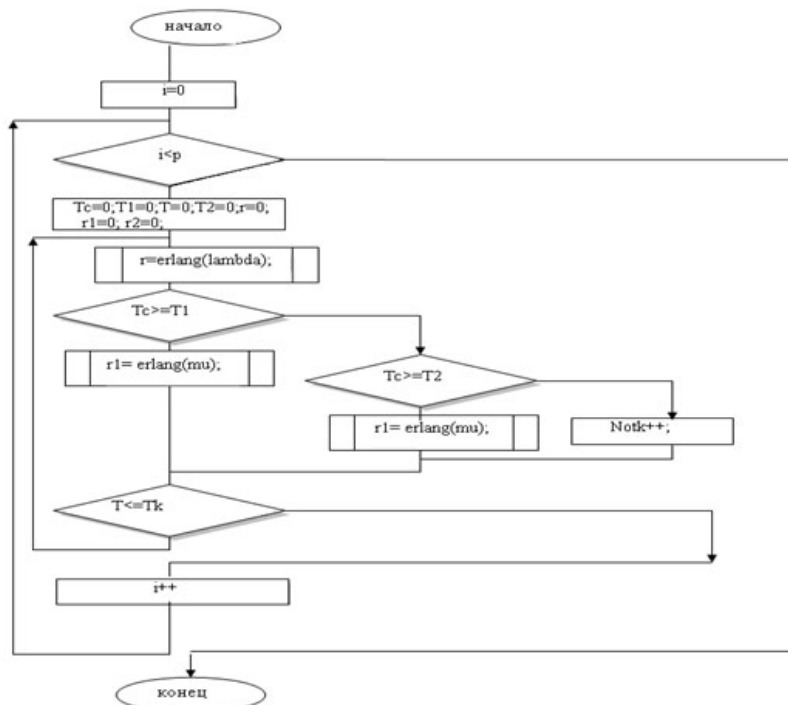 начало
i=0
i<p
Tc=0;T1=0;T=0;T2=0;r=0;
r1=0; r2=0;
r=erlang(lambda);
Tc>=T1
r1= erlang(mu);
Tc>=T2
r1= erlang(mu);
Notk++;
T<=Tk
i++
конец